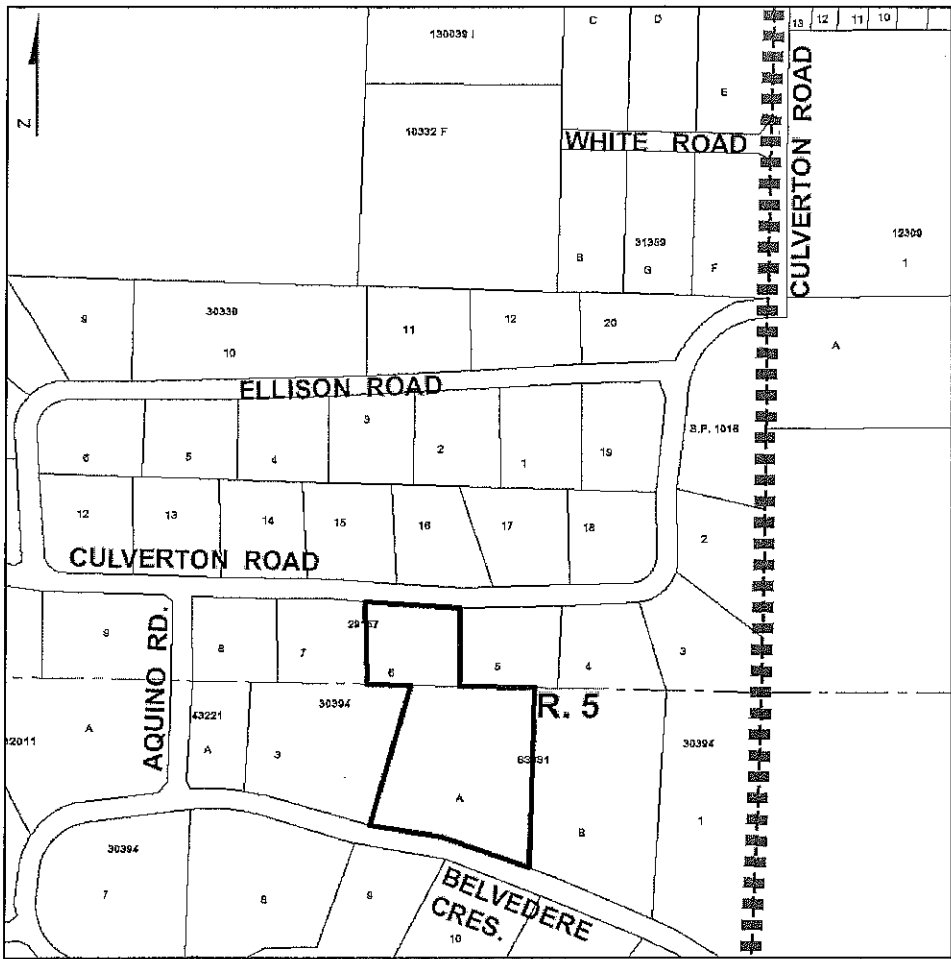 C D
13 12 11 10
130039 I
E
Z
10332 F
WHITE ROAD
CULVERTON ROAD
12309
1
31359
B G F
9
30339
10
11
12
20
A
ELLISON ROAD
3
S.P. 1018
6 5 4 2 1 19
12 13 14 15 16 17 18
2
CULVERTON ROAD
AQUINO RD.
9 8 7
6 5 4 3
R. 5
30394
43221
A
A
3
30394
A
B
1
30394
7
8
9
10
BELVEDERE
CRES.